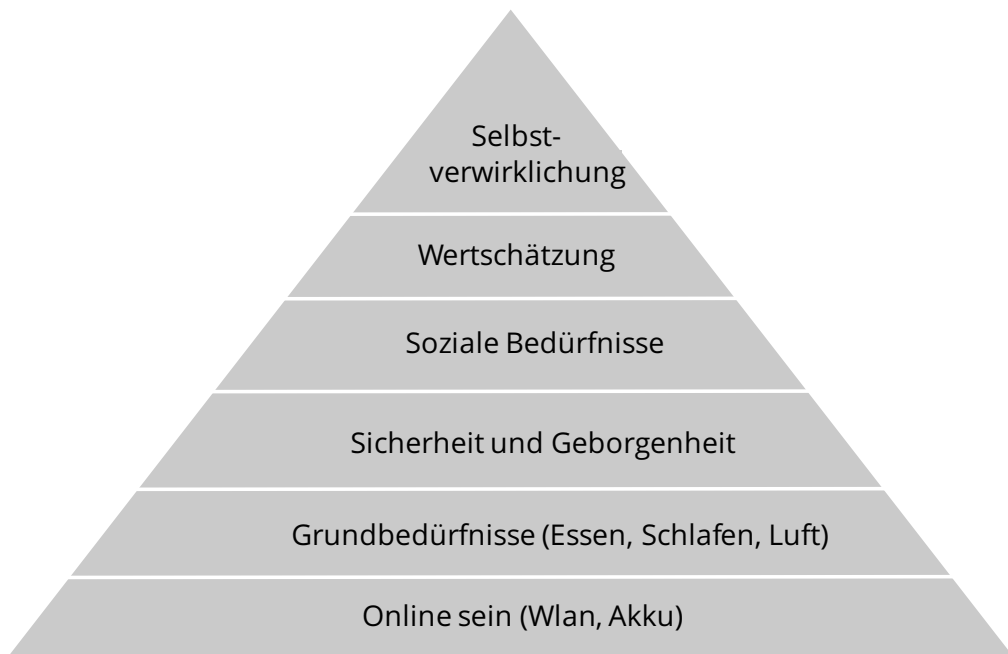 Selbst-
verwirklichung
Wertschätzung
Soziale Bedürfnisse
Sicherheit und Geborgenheit
Grundbedürfnisse (Essen, Schlafen, Luft)
Online sein (Wlan, Akku)